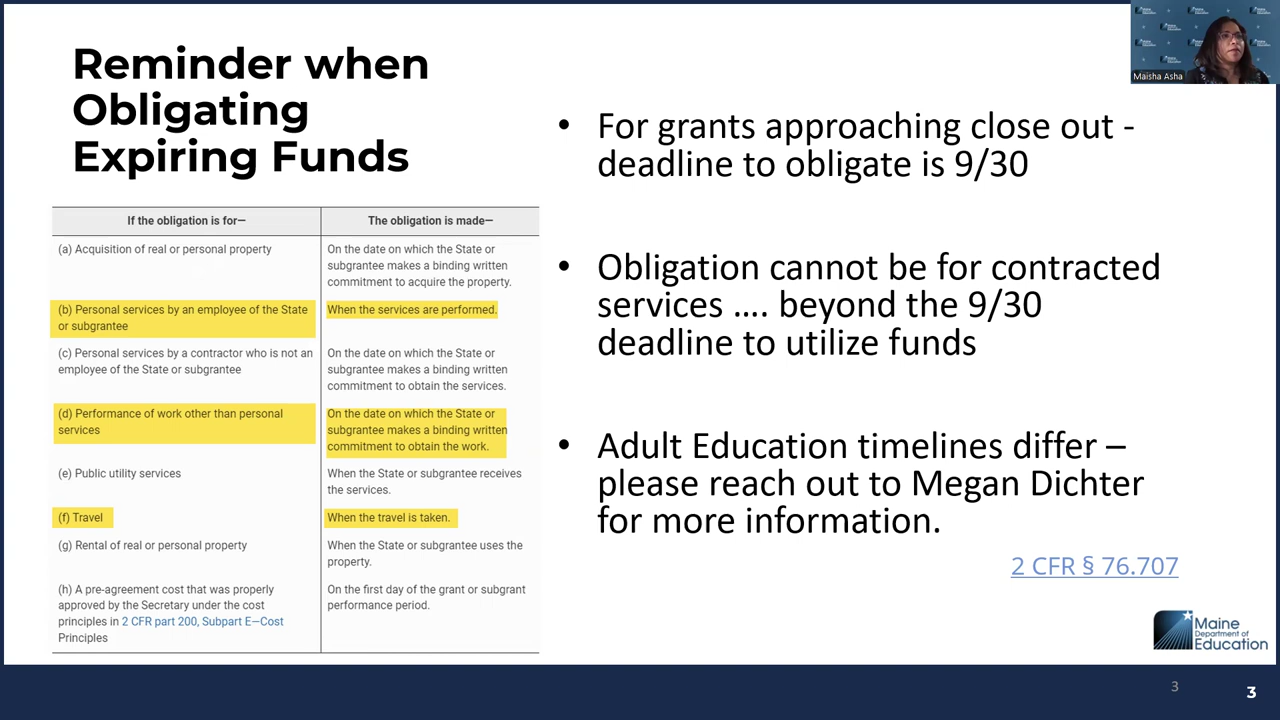 Reminder when
Obligating
Expiring Funds
If the obligation is for—
The obligation is made—
(a) Acquisition of real or personal property
On the date on which the State or
subgrantee makes a binding written
commitment to acquire the property.
(b) Personal services by an employee of the State
or subgrantee
When the services are performed.
(c) Personal services by a contractor who is not an
employee of the State or subgrantee
On the date on which the State or
subgrantee makes a binding written
commitment to obtain the services.
(d) Performance of work other than personal
services
On the date on which the State or
subgrantee makes a binding written
commitment to obtain the work.
(e) Public utility services
When the State or subgrantee receives
the services.
(f) Travel
When the travel is taken.
(g) Rental of real or personal property
When the State or subgrantee uses the
property.
(h) A pre-agreement cost that was properly
approved by the Secretary under the cost
principles in 2 CFR part 200, Subpart E—Cost
Principles
On the first day of the grant or subgrant
performance period.
• For grants approaching close out -
deadline to obligate is 9/30
• Obligation cannot be for contracted
services .... beyond the 9/30
deadline to utilize funds
• Adult Education timelines differ –
please reach out to Megan Dichter
for more information.
2 CFR § 76.707
Maine
Department of
Education
3
3
Maisha Asha